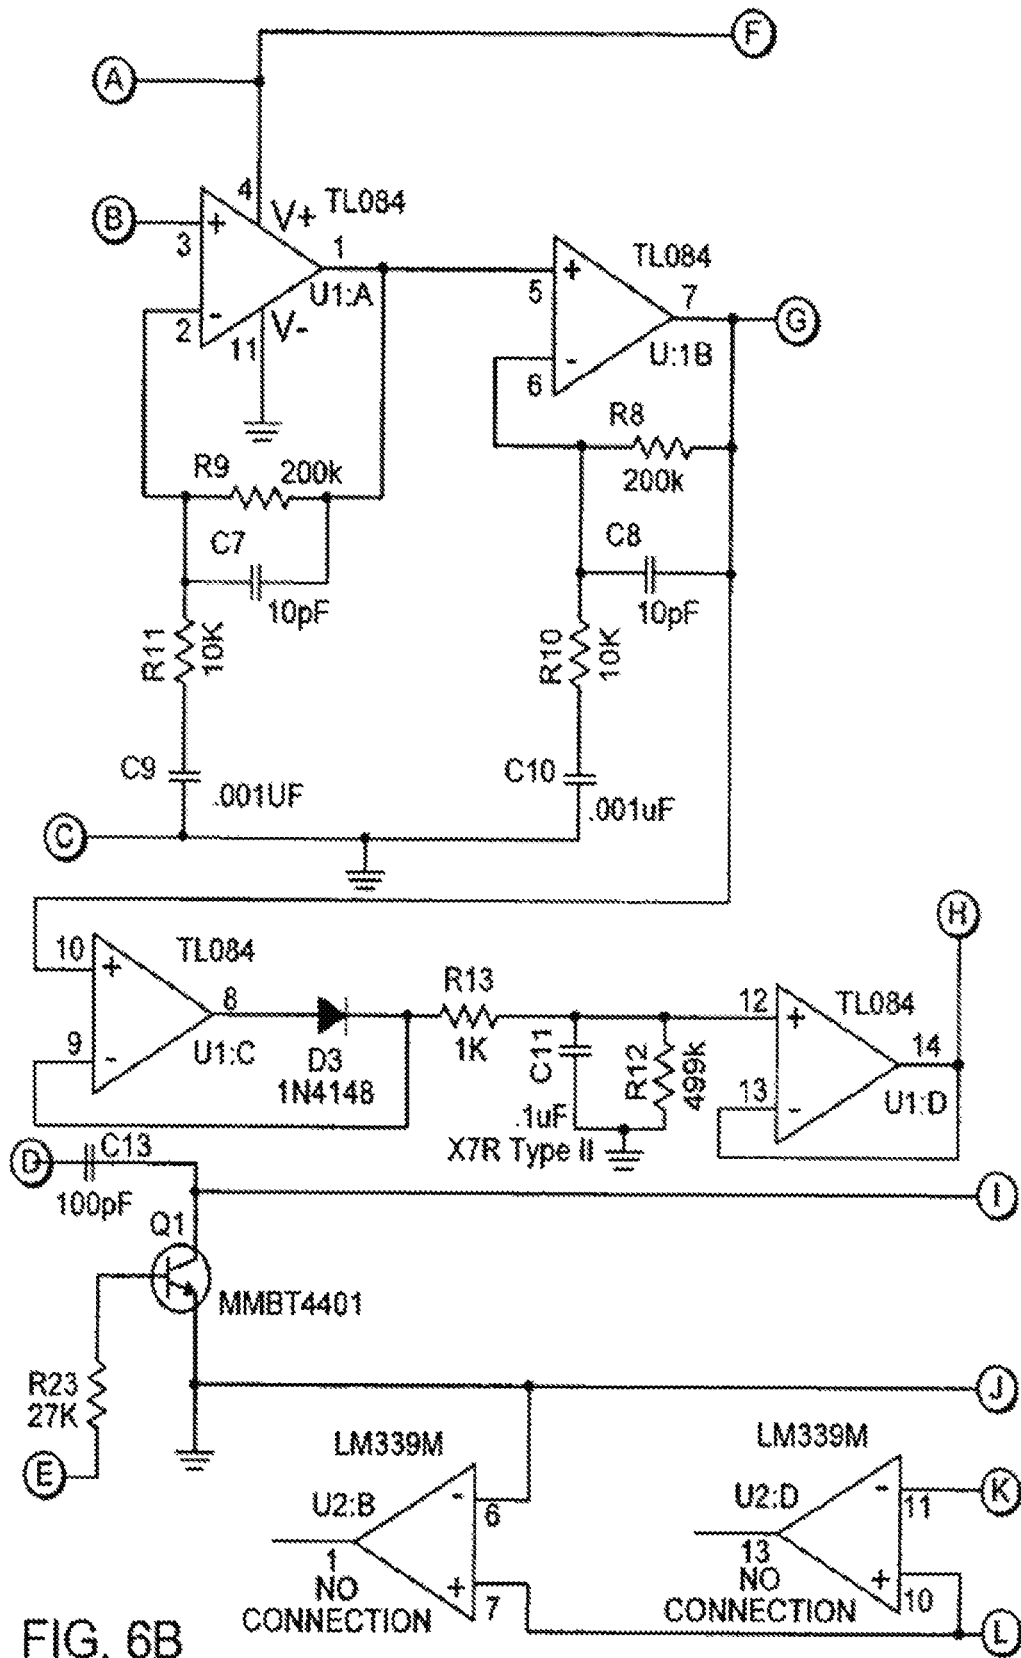 F
A
4
TL084
B
V+
+
3
1
TL084
+
7
5
U1:A
G
2
-
V-
11
-
6
U:1B
R8
R9
200k
200k
C7
C8
10pF
10pF
R11
10K
R10
10K
C9
C10
.001UF
.001uF
C
H
10
TL084
+
R13
8
12
TL084
+
9
-
U1:C
D3
1K
C11
R12
499k
14
1N4148
13
-
U1:D
.1uF
D
C13
X7R Type II
100pF
I
Q1
MMBT4401
R23
27K
J
LM339M
LM339M
E
U2:B
-
6
U2:D
-
11
K
1
NO
CONNECTION
+
7
13
NO
CONNECTION
+
10
L
FIG. 6B